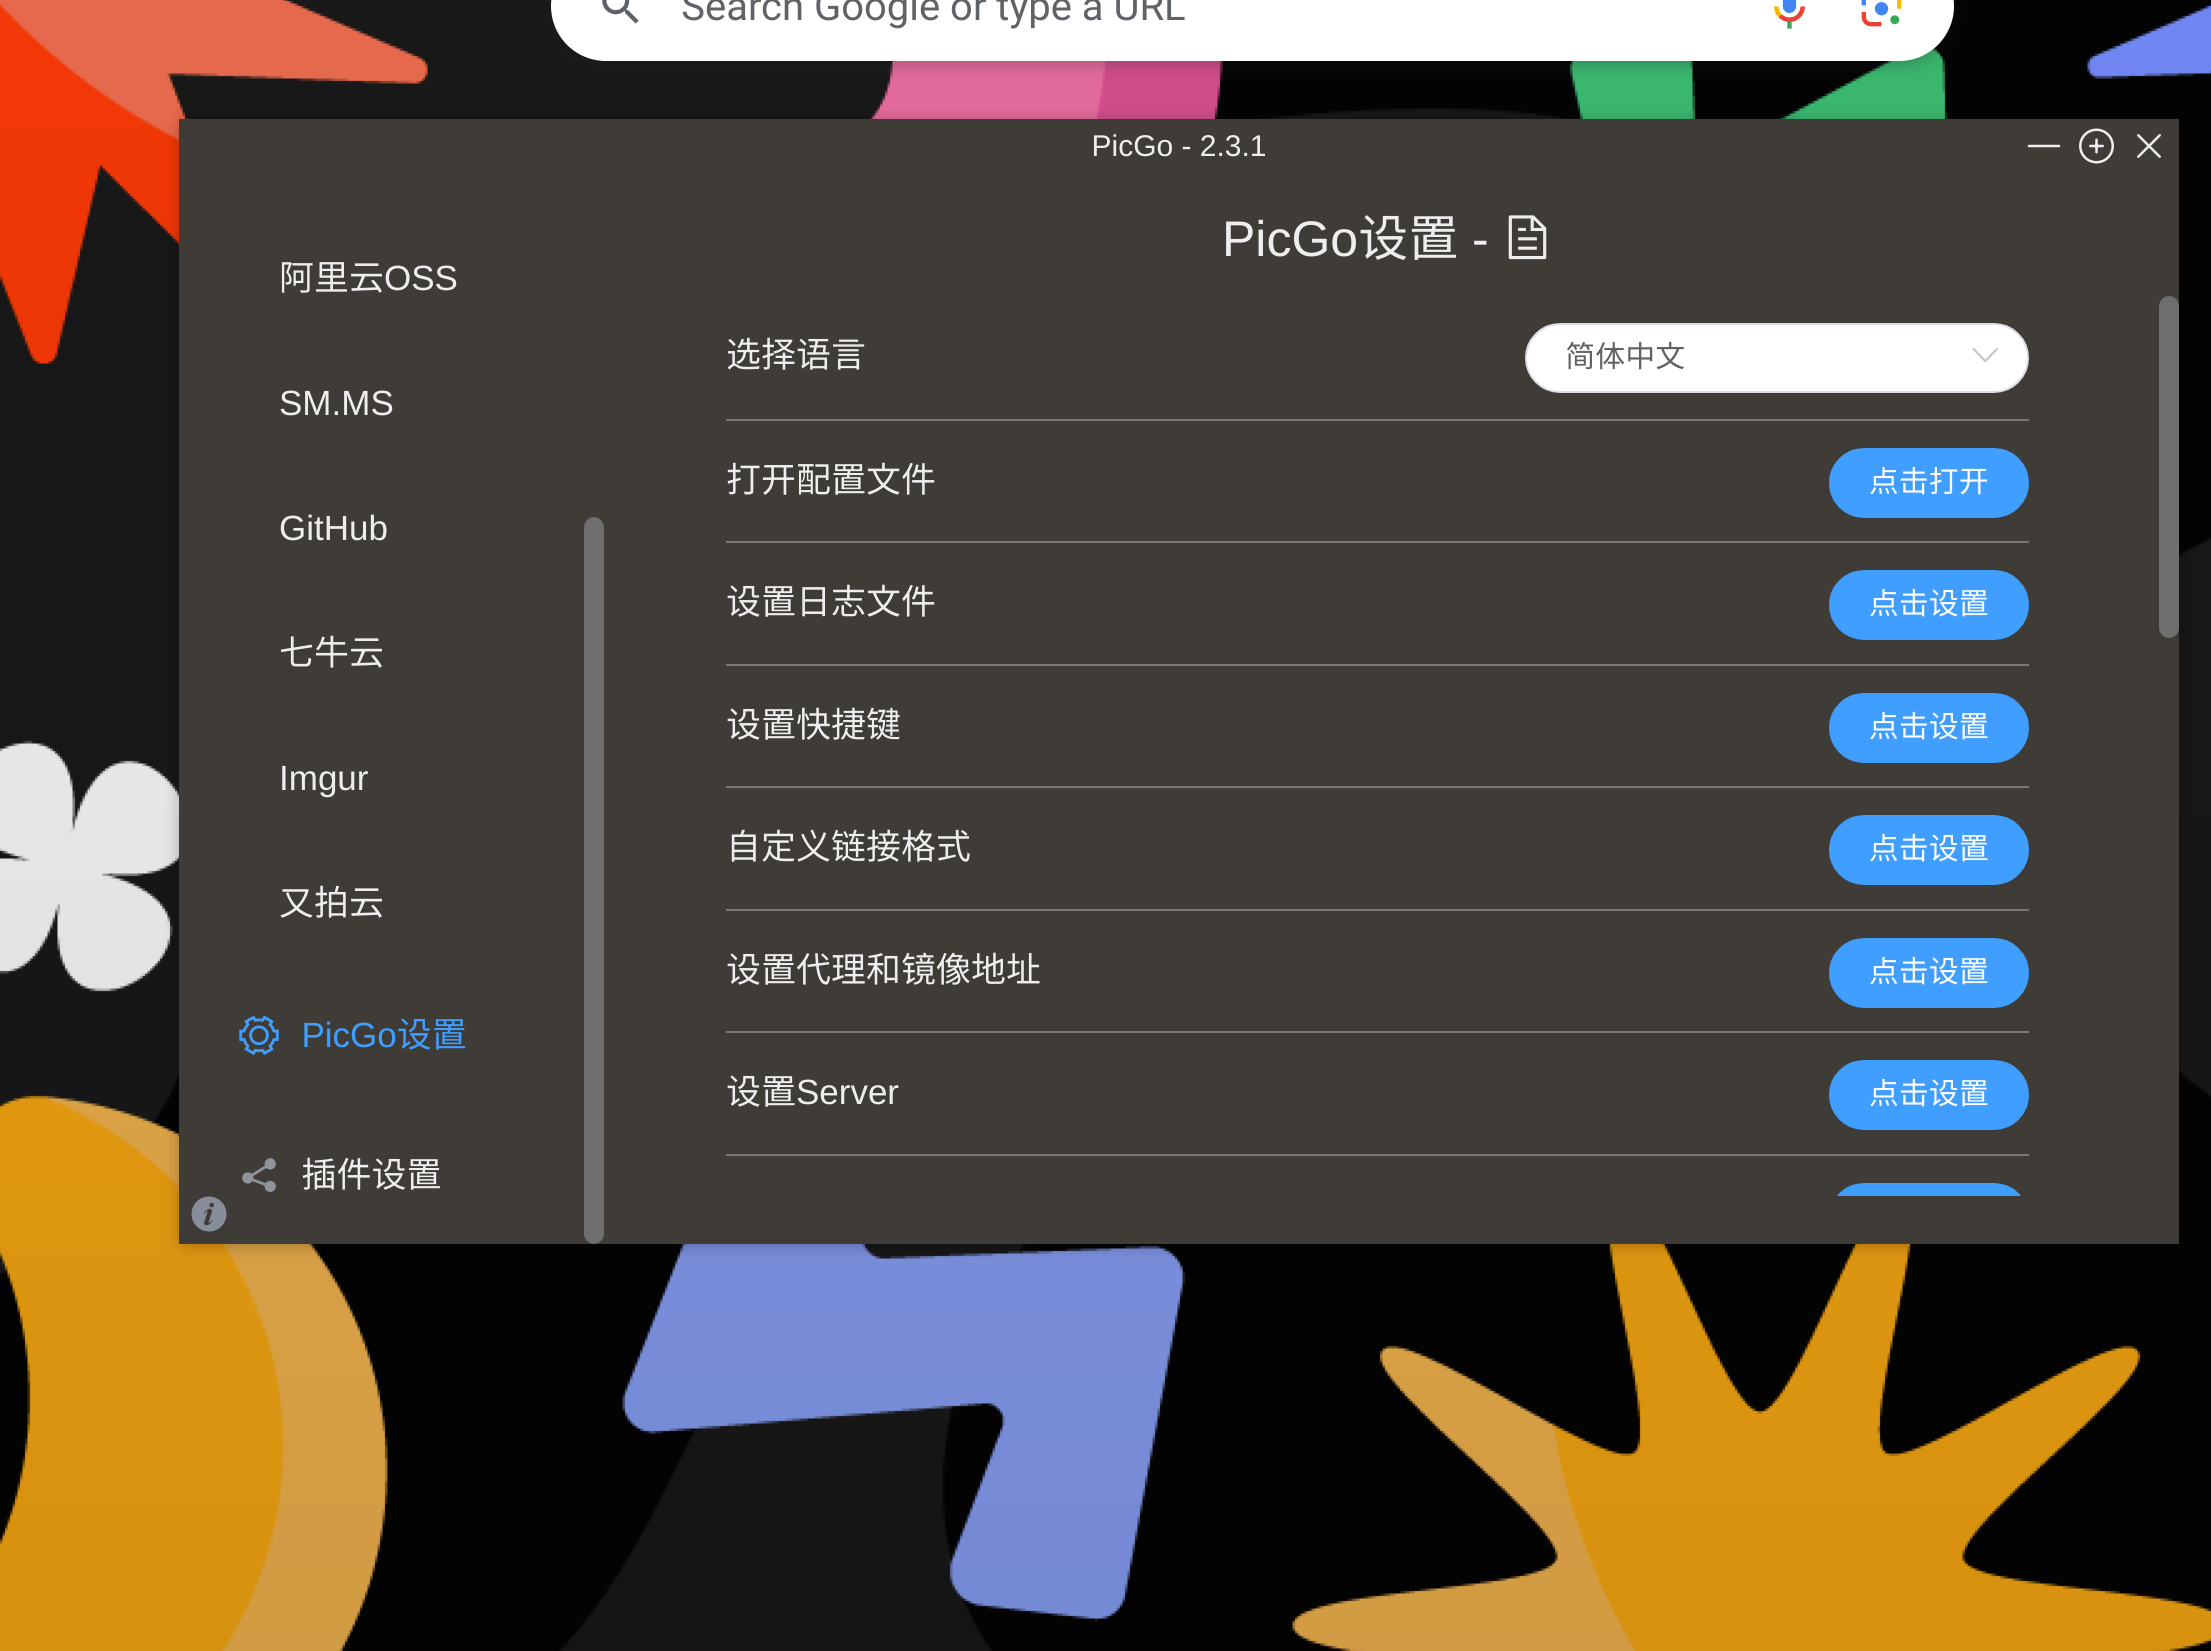 Search Google or type a URL
PicGo - 2.3.1
PicGo设置 -
阿里云OSS
SM.MS
GitHub
七牛云
Imgur
又拍云
PicGo设置
插件设置
选择语言
简体中文
打开配置文件
点击打开
设置日志文件
点击设置
设置快捷键
点击设置
自定义链接格式
点击设置
设置代理和镜像地址
点击设置
设置Server
点击设置